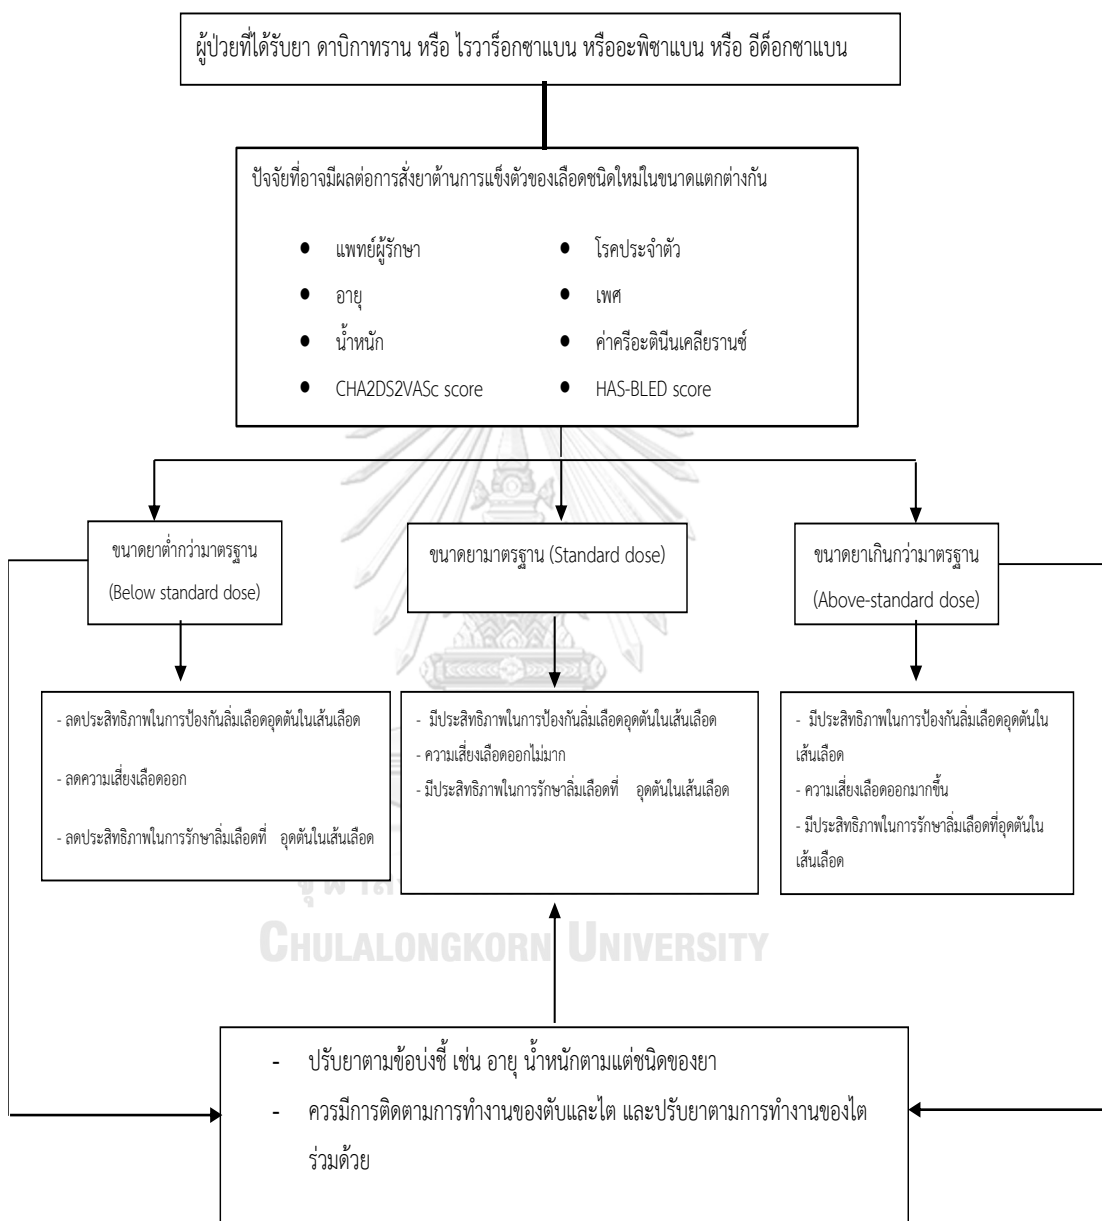 ผู้ป่วยที่ได้รับยา ดาบิกาทราน หรือ ไรวาร็อกซาแบน หรืออะพิซาแบน หรือ อีด็อกซาแบน
ปัจจัยที่อาจมีผลต่อการสั่งยาต้านการแข็งตัวของเลือดชนิดใหม่ในขนาดแตกต่างกัน
● แพทย์ผู้รักษา
● อายุ
● น้ำหนัก
● CHA2DS2VASc score
● โรคประจำตัว
● เพศ
● ค่าครีอะตินีนเคลียรานซ์
● HAS-BLED score
ขนาดยาต่ำกว่ามาตรฐาน
(Below standard dose)
ขนาดยามาตรฐาน (Standard dose)
ขนาดยาเกินกว่ามาตรฐาน
(Above-standard dose)
- ลดประสิทธิภาพในการป้องกันลิ่มเลือดอุดตันในเส้นเลือด
- ลดความเสี่ยงเลือดออก
- ลดประสิทธิภาพในการรักษาลิ่มเลือดที่ อุดตันในเส้นเลือด
- มีประสิทธิภาพในการป้องกันลิ่มเลือดอุดตันในเส้นเลือด
- ความเสี่ยงเลือดออกไม่มาก
- มีประสิทธิภาพในการรักษาลิ่มเลือดที่ อุดตันในเส้นเลือด
- มีประสิทธิภาพในการป้องกันลิ่มเลือดอุดตันใน
เส้นเลือด
- ความเสี่ยงเลือดออกมากขึ้น
- มีประสิทธิภาพในการรักษาลิ่มเลือดที่อุดตันใน
เส้นเลือด
CHULALONGKORN UNIVERSITY
- ปรับยาตามข้อบ่งชี้ เช่น อายุ น้ำหนักตามแต่ชนิดของยา
- ควรมีการติดตามการทำงานของตับและไต และปรับยาตามการทำงานของไต
ร่วมด้วย